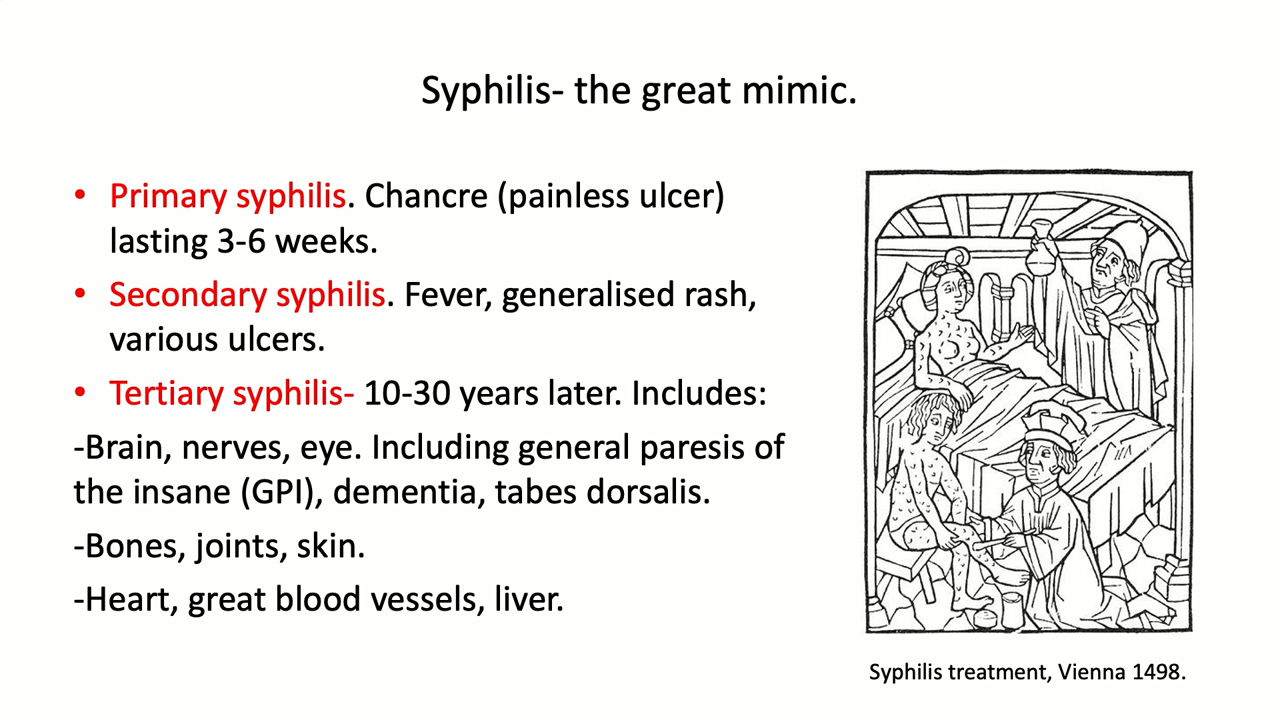 Syphilis- the great mimic.
• Primary syphilis. Chancre (painless ulcer)
lasting 3-6 weeks.
• Secondary syphilis. Fever, generalised rash,
various ulcers.
• Tertiary syphilis- 10-30 years later. Includes:
-Brain, nerves, eye. Including general paresis of
the insane (GPI), dementia, tabes dorsalis.
-Bones, joints, skin.
-Heart, great blood vessels, liver.
Syphilis treatment, Vienna 1498.